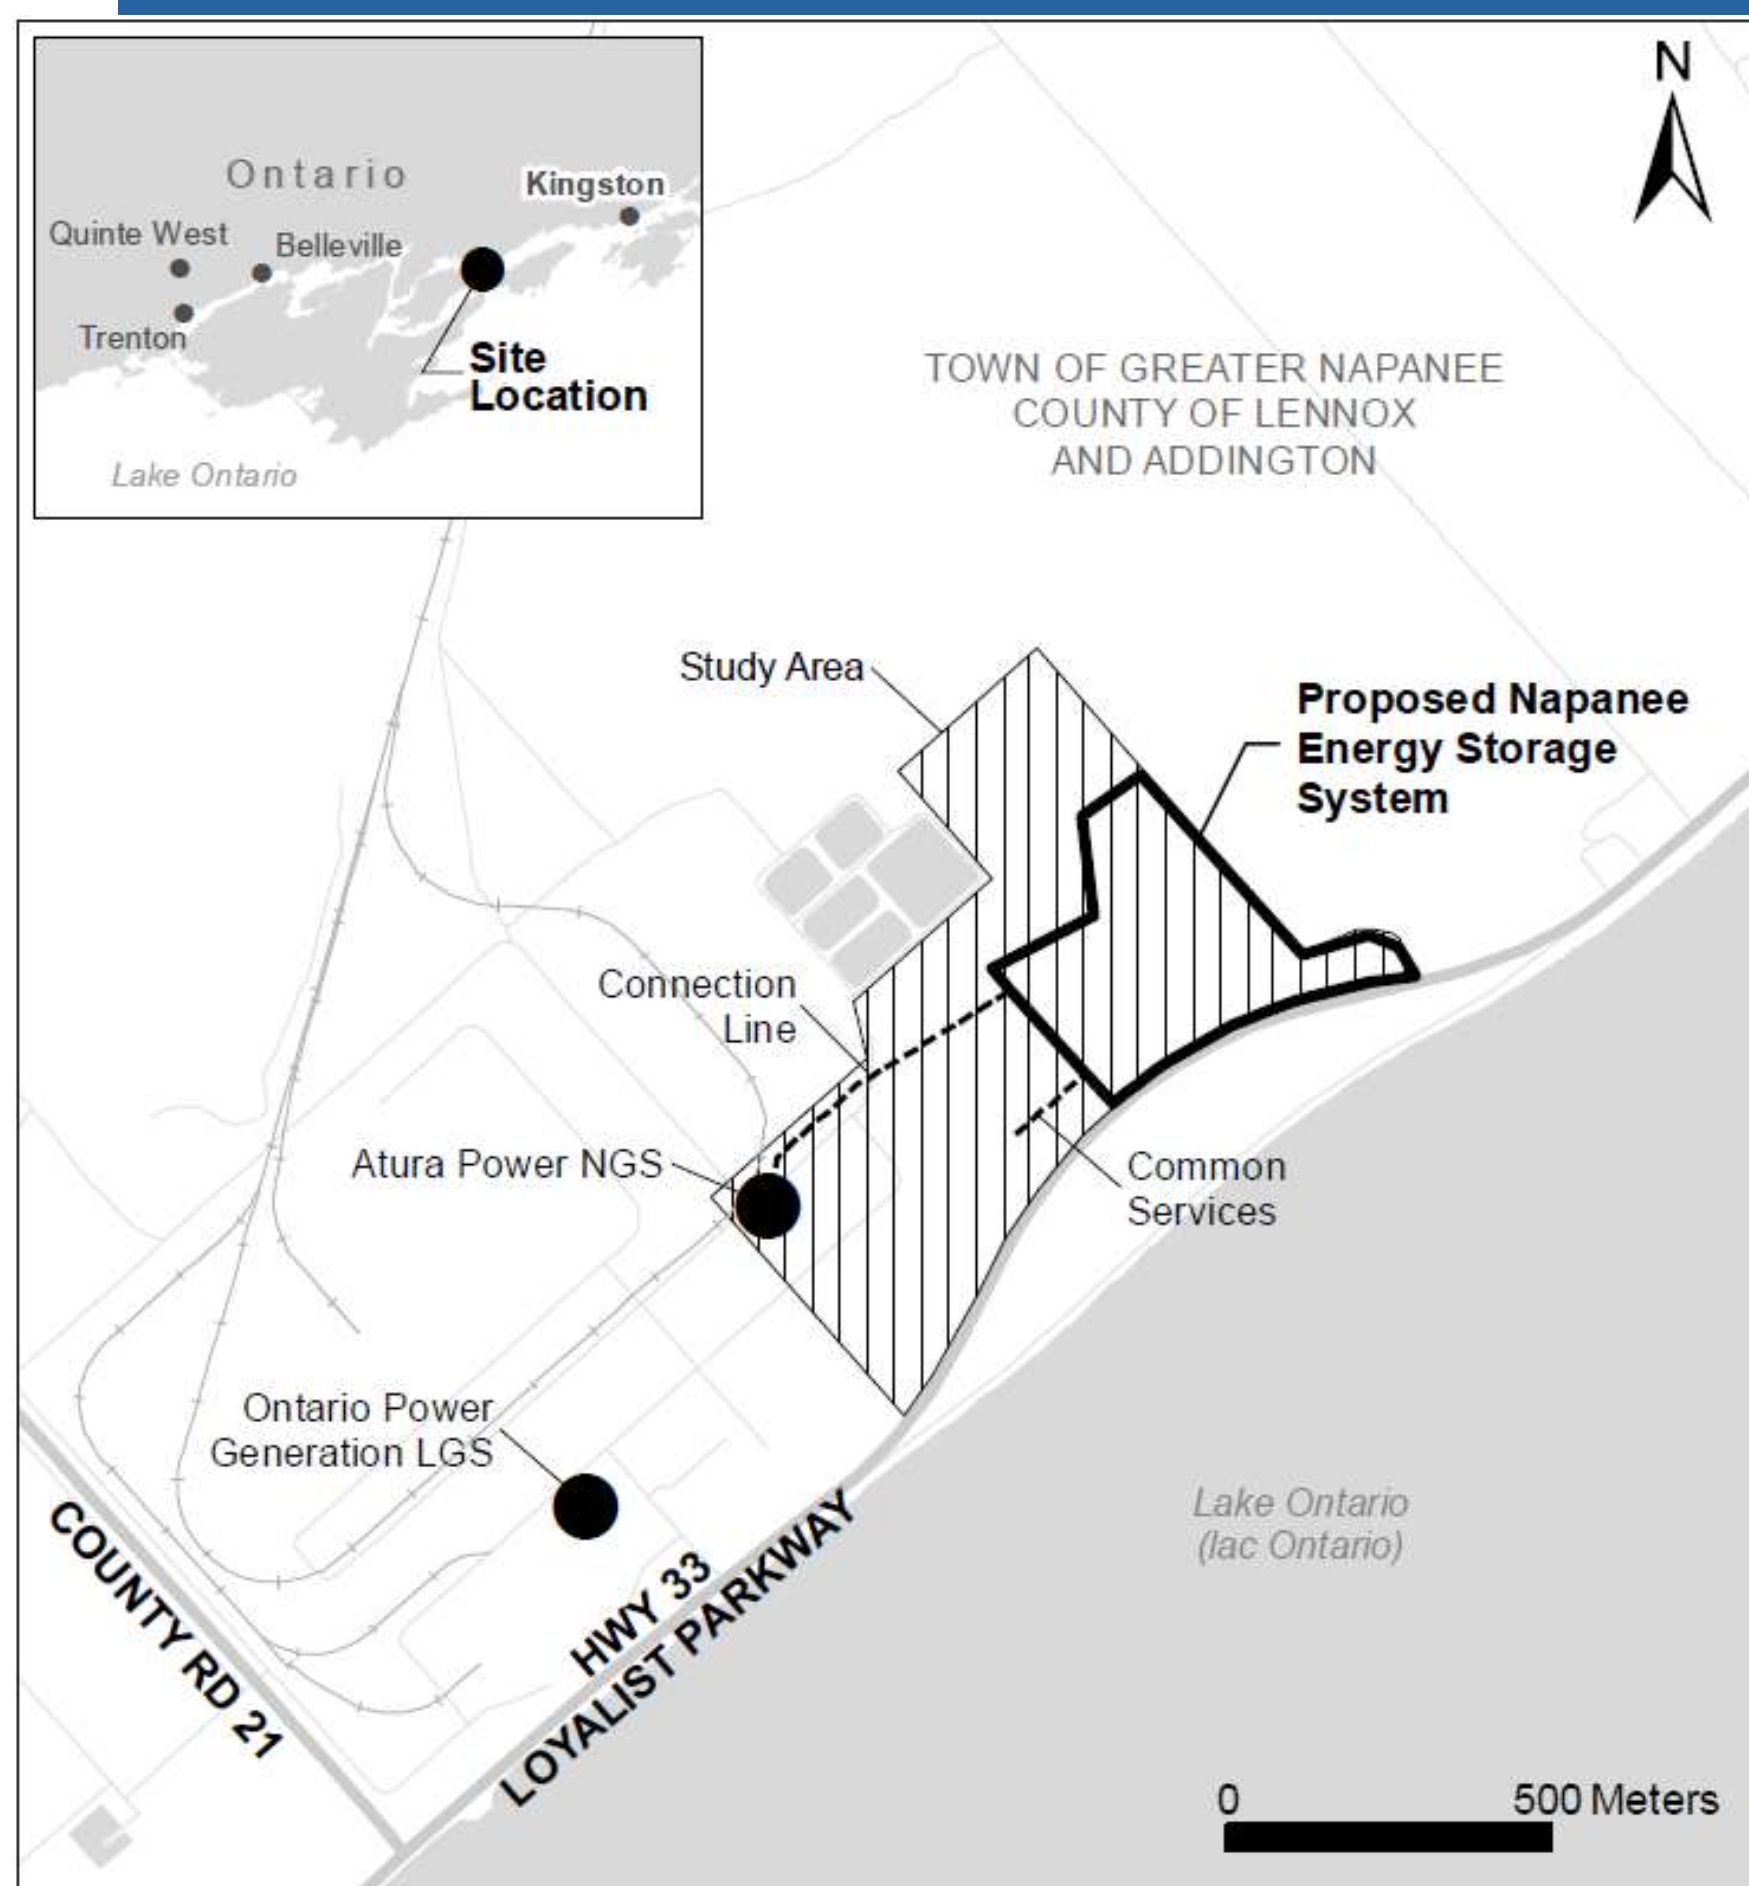 N
Ontario
Kingston
Quinte West
Belleville
Trenton
Site
Location
Lake Ontario
TOWN OF GREATER NAPANEE
COUNTY OF LENNOX
AND ADDINGTON
Study Area
Proposed Napanee
Energy Storage
System
Connection
Line
Atura Power NGS
Common
Services
Ontario Power
Generation LGS
COUNTY RD 21
HWY 33
LOYALIST PARKWAY
Lake Ontario
(lac Ontario)
0 500 Meters